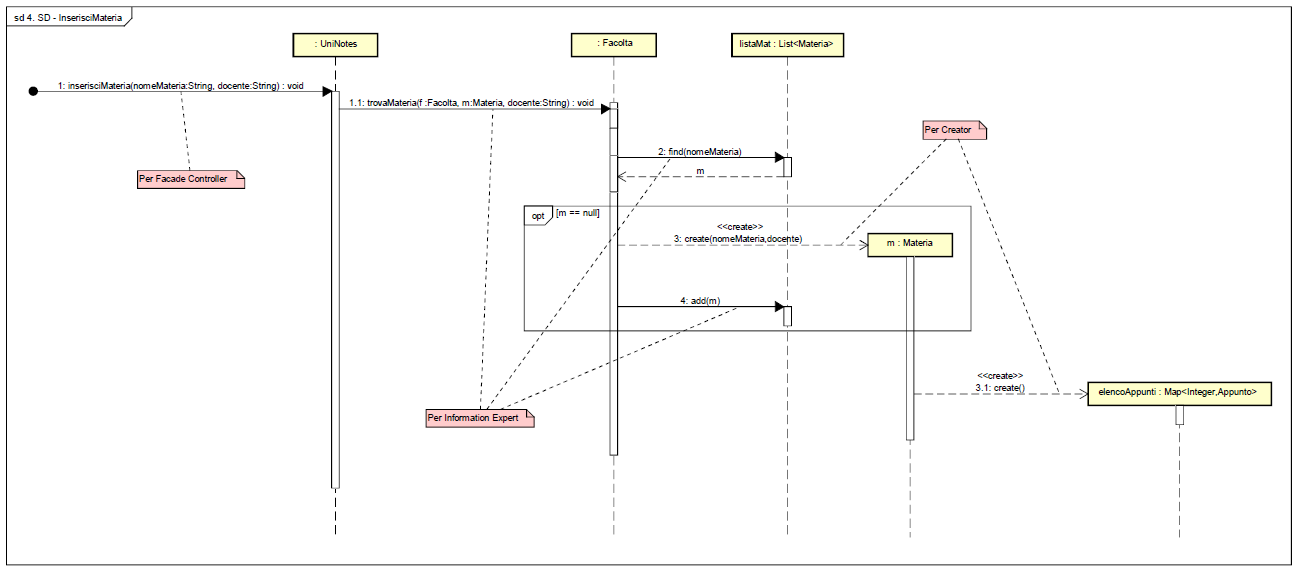 sd 4. SD - InserisciMateria
: UniNotes
: Facolta
listaMat : List<Materia>
1: inserisciMateria(nomeMateria:String, docente:String) : void
1.1: trovaMateria(f :Facolta, m:Materia, docente:String) : void
Per Creator
2: find(nomeMateria)
m
Per Facade Controller
opt
[m == null]
<<create>>
3: create(nomeMateria,docente)
m : Materia
4: add(m)
<<create>>
3.1: create()
elencoAppunti : Map<Integer,Appunto>
Per Information Expert